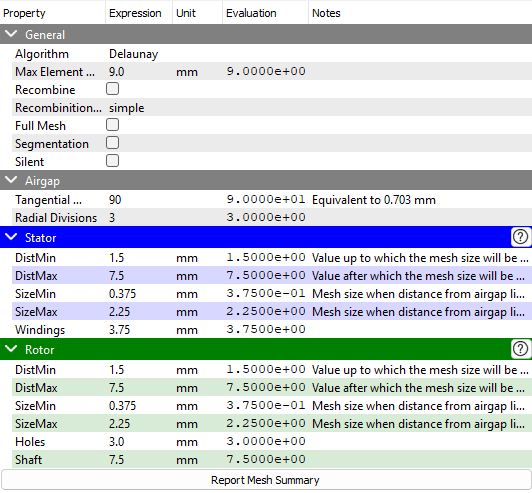 Property Expression Unit Evaluation Notes
General
Algorithm Delaunay
Max Element ... 9.0 mm 9.0000e+00
Recombine
Recombinition... simple
Full Mesh
Segmentation
Silent
Airgap
Tangential ... 90 9.0000e+01 Equivalent to 0.703 mm
Radial Divisions 3 3.0000e+00
Stator ?
DistMin 1.5 mm 1.5000e+00 Value up to which the mesh size will be ...
DistMax 7.5 mm 7.5000e+00 Value after which the mesh size will be ...
SizeMin 0.375 mm 3.7500e-01 Mesh size when distance from airgap li...
SizeMax 2.25 mm 2.2500e+00 Mesh size when distance from airgap li...
Windings 3.75 mm 3.7500e+00
Rotor ?
DistMin 1.5 mm 1.5000e+00 Value up to which the mesh size will be ...
DistMax 7.5 mm 7.5000e+00 Value after which the mesh size will be ...
SizeMin 0.375 mm 3.7500e-01 Mesh size when distance from airgap li...
SizeMax 2.25 mm 2.2500e+00 Mesh size when distance from airgap li...
Holes 3.0 mm 3.0000e+00
Shaft 7.5 mm 7.5000e+00
Report Mesh Summary